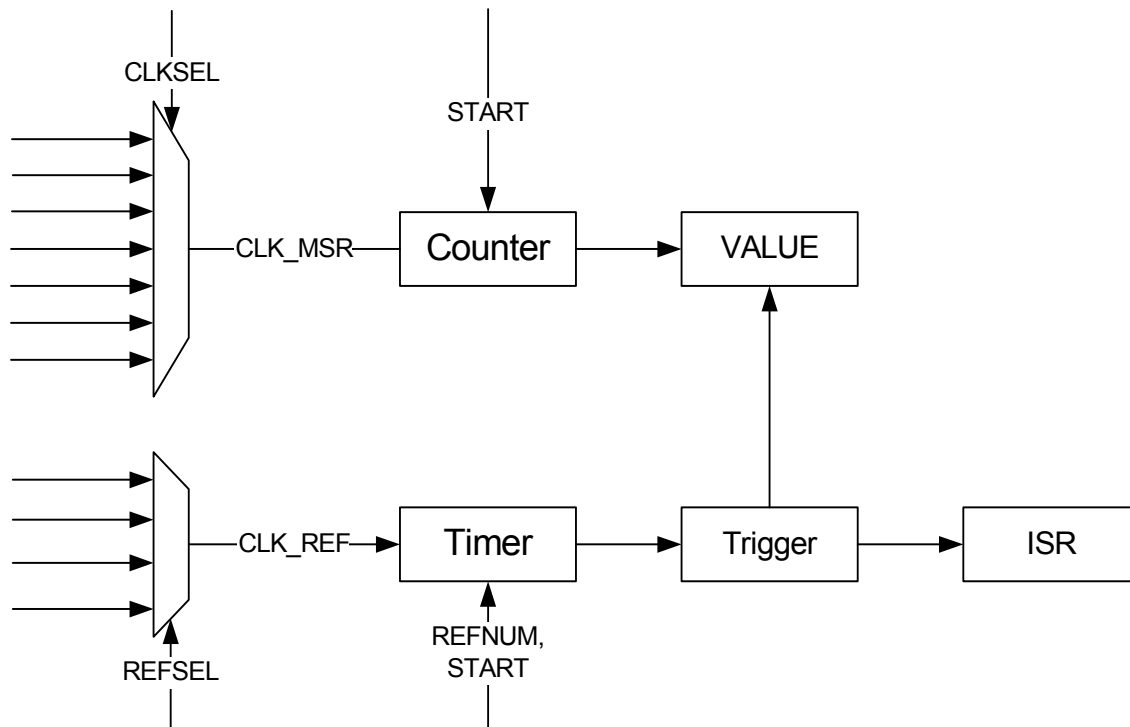 CLKSEL
START
CLK_MSR
Counter
VALUE
CLK_REF
Timer
Trigger
ISR
REFNUM,
START
REFSEL